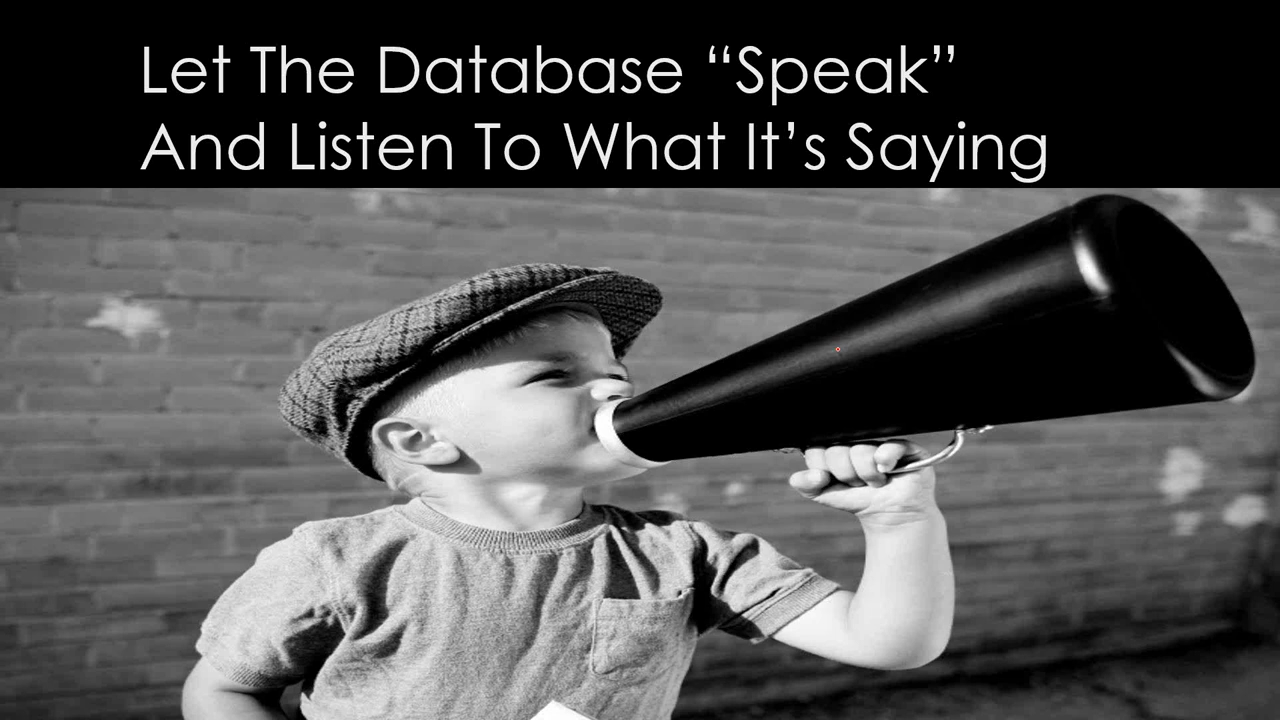 Let The Database “Speak”
And Listen To What It’s Saying